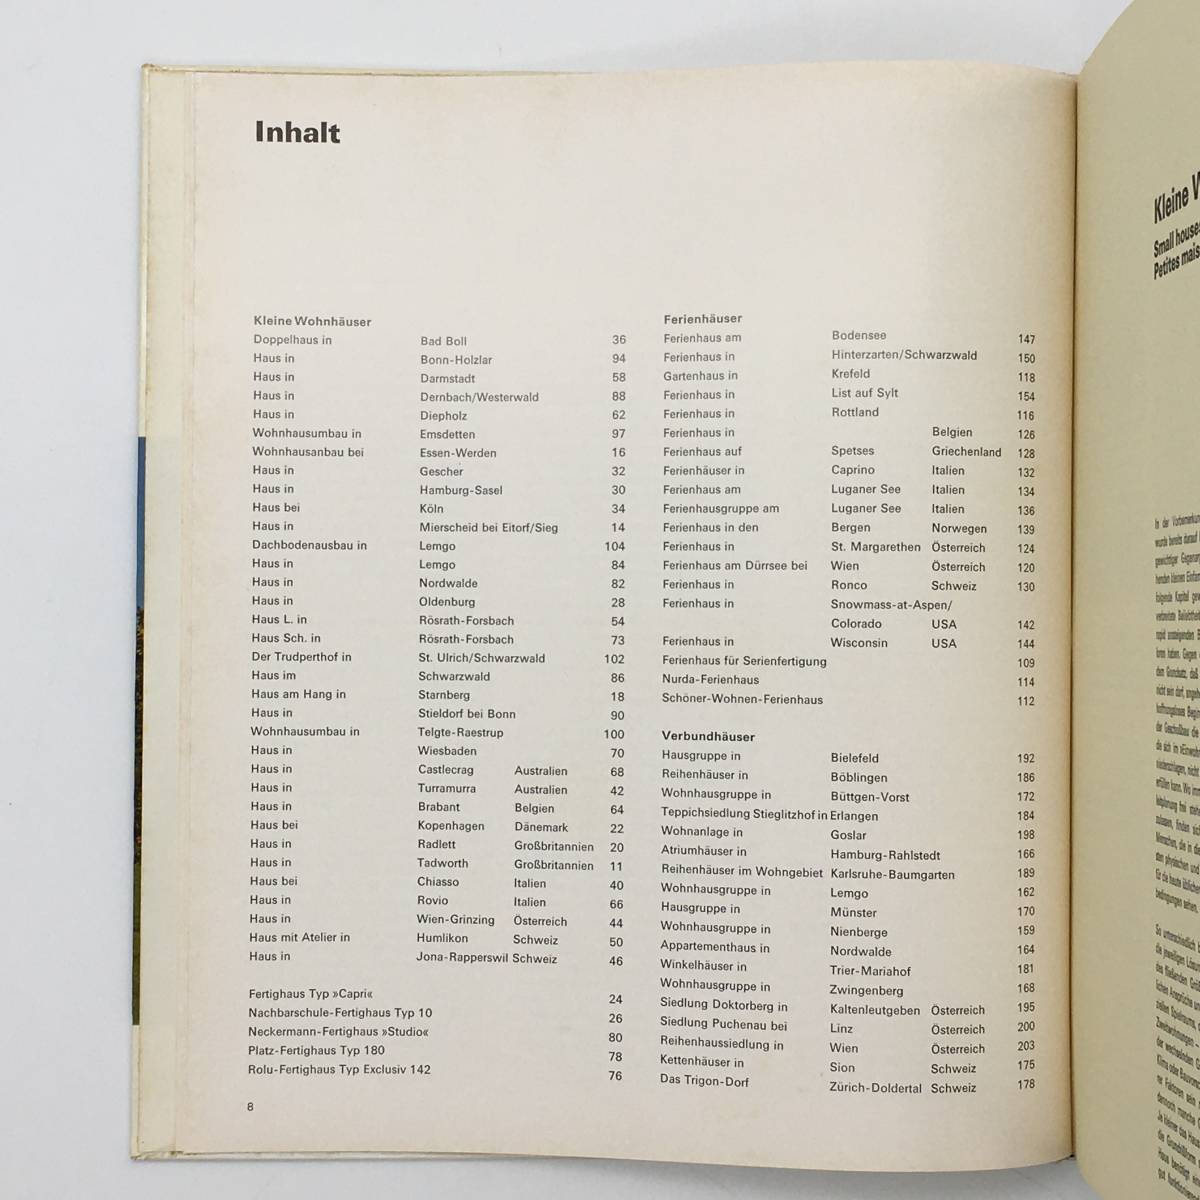 Inhalt
Kleine Wohnhäuser
Doppelhaus in Bad Boll 36
Haus in Bonn-Holzlar 94
Haus in Darmstadt 58
Haus in Dernbach/Westerwald 88
Haus in Diepholz 62
Wohnhausumbau in Emsdetten 97
Wohnhausanbau bei Essen-Werden 16
Haus in Gescher 32
Haus in Hamburg-Sasel 30
Haus bei Köln 34
Haus in Mierscheid bei Eitorf/Sieg 14
Dachbodenausbau in Lemgo 104
Haus in Lemgo 84
Haus in Nordwalde 82
Haus in Oldenburg 28
Haus L. in Rösrath-Forsbach 54
Haus Sch. in Rösrath-Forsbach 73
Der Trudperthof in St. Ulrich/Schwarzwald 102
Haus im Schwarzwald 86
Haus am Hang in Starnberg 18
Haus in Stieldorf bei Bonn 90
Wohnhausumbau in Telgte-Raestrup 100
Haus in Wiesbaden 70
Haus in Castlecrag Australien 68
Haus in Turramurra Australien 42
Haus in Brabant Belgien 64
Haus bei Kopenhagen Dänemark 22
Haus in Radlett Großbritannien 20
Haus in Tadworth Großbritannien 11
Haus bei Chiasso Italien 40
Haus in Rovio Italien 66
Haus in Wien-Grinzing Österreich 44
Haus mit Atelier in Humlikon Schweiz 50
Haus in Jona-Rapperswil Schweiz 46
Fertighaus Typ »Capri« 24
Nachbarschule-Fertighaus Typ 10 26
Neckermann-Fertighaus »Studio« 80
Platz-Fertighaus Typ 180 78
Rolu-Fertighaus Typ Exclusiv 142 76
8
Ferienhäuser
Ferienhaus am Bodensee 147
Ferienhaus in Hinterzarten/Schwarzwald 150
Gartenhaus in Krefeld 118
Ferienhaus in List auf Sylt 154
Ferienhaus in Rottland 116
Ferienhaus in Belgien 126
Ferienhaus auf Spetses Griechenland 128
Ferienhäuser in Caprino Italien 132
Ferienhaus am Luganer See Italien 134
Ferienhausgruppe am Luganer See Italien 136
Ferienhaus in den Bergen Norwegen 139
Ferienhaus in St. Margarethen Österreich 124
Ferienhaus am Dürrsee bei Wien Österreich 120
Ferienhaus in Ronco Schweiz 130
Ferienhaus in Snowmass-at-Aspen/
Colorado USA 142
Ferienhaus in Wisconsin USA 144
Ferienhaus für Serienfertigung 109
Nurda-Ferienhaus 114
Schöner-Wohnen-Ferienhaus 112
Verbundhäuser
Hausgruppe in Bielefeld 192
Reihenhäuser in Böblingen 186
Wohnhausgruppe in Büttgen-Vorst 172
Teppichsiedlung Stieglitzhof in Erlangen 184
Wohnanlage in Goslar 198
Atriumhäuser in Hamburg-Rahlstedt 166
Reihenhäuser im Wohngebiet Karlsruhe-Baumgarten 189
Wohnhausgruppe in Lemgo 162
Hausgruppe in Münster 170
Wohnhausgruppe in Nienberge 159
Appartementhaus in Nordwalde 164
Winkelhäuser in Trier-Mariahof 181
Wohnhausgruppe in Zwingenberg 168
Siedlung Doktorberg in Kaltenleutgeben Österreich 195
Siedlung Puchenau bei Linz Österreich 200
Reihenhaussiedlung in Wien Österreich 203
Kettenhäuser in Sion Schweiz 175
Das Trigon-Dorf Zürich-Doldertal Schweiz 178
Kleine
Small
Petites